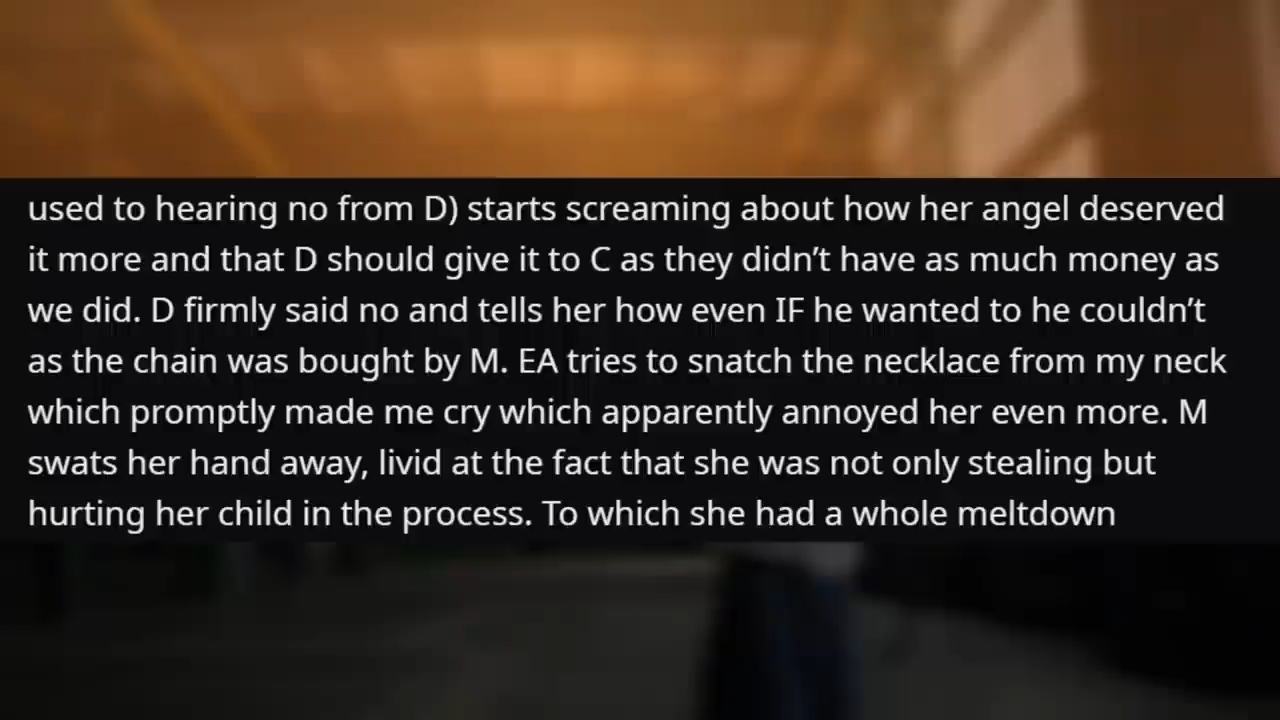 used to hearing no from D) starts screaming about how her angel deserved
it more and that D should give it to C as they didn’t have as much money as
we did. D firmly said no and tells her how even IF he wanted to he couldn’t
as the chain was bought by M. EA tries to snatch the necklace from my neck
which promptly made me cry which apparently annoyed her even more. M
swats her hand away, livid at the fact that she was not only stealing but
hurting her child in the process. To which she had a whole meltdown